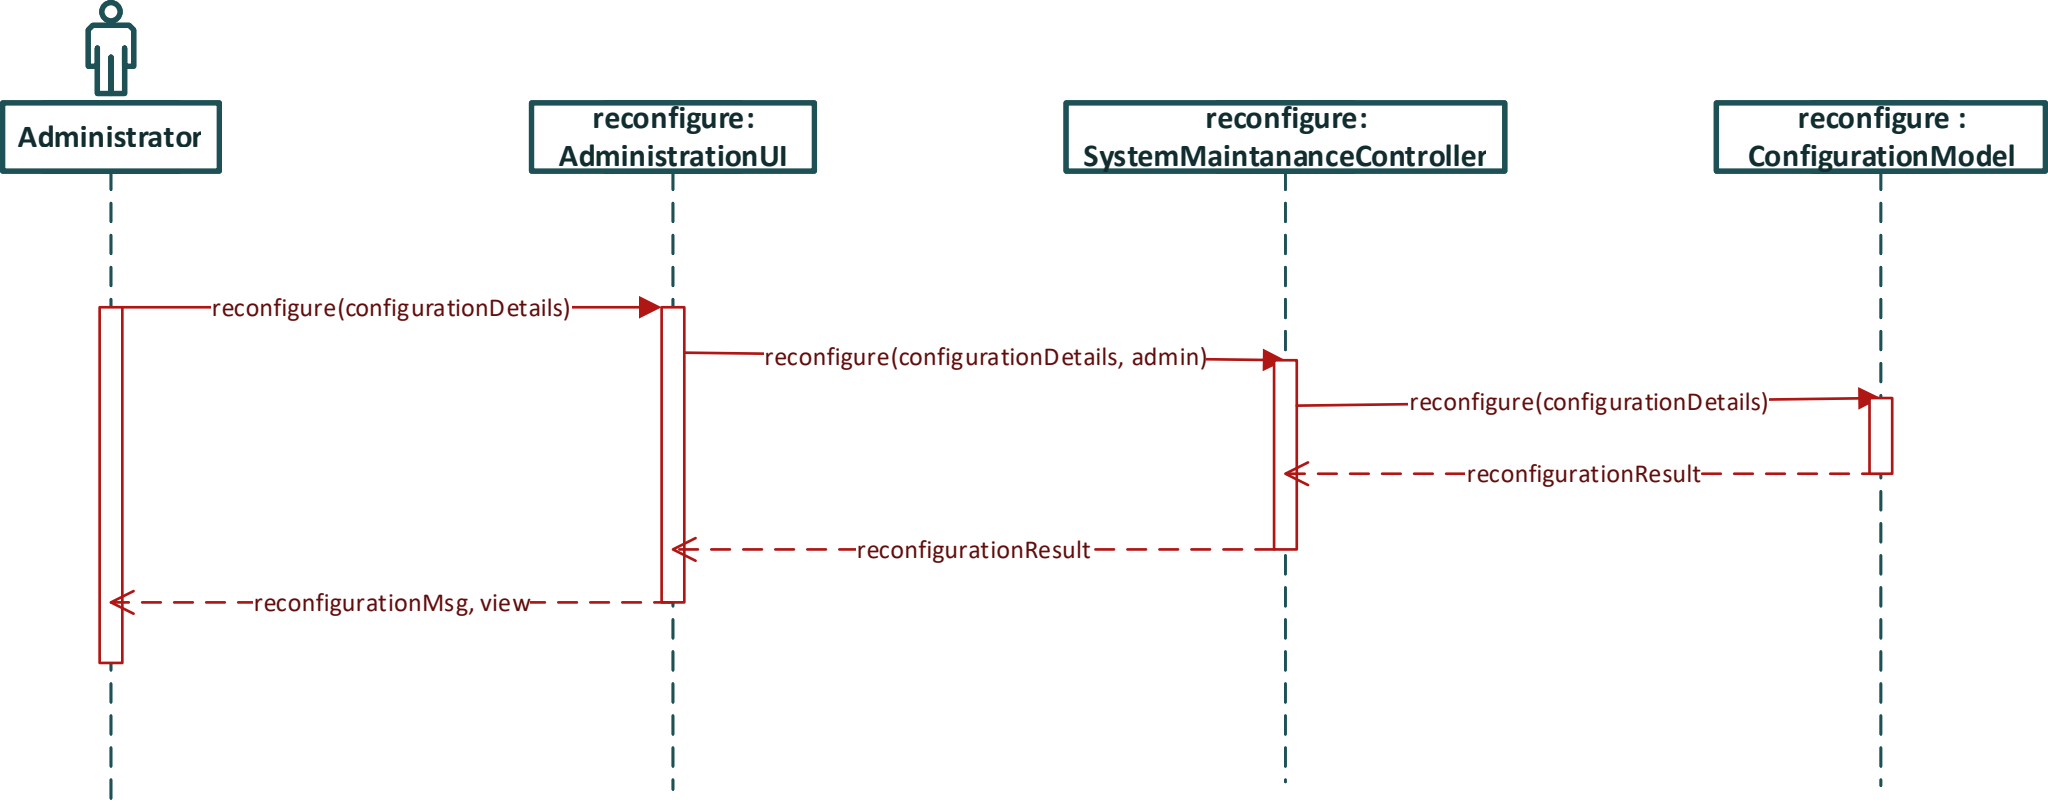 Administrator
reconfigure:
AdministrationUI
reconfigure:
SystemMaintananceController
reconfigure :
ConfigurationModel
reconfigure(configurationDetails)
reconfigure(configurationDetails, admin)
reconfigure(configurationDetails)
reconfigurationResult
reconfigurationResult
reconfigurationMsg, view